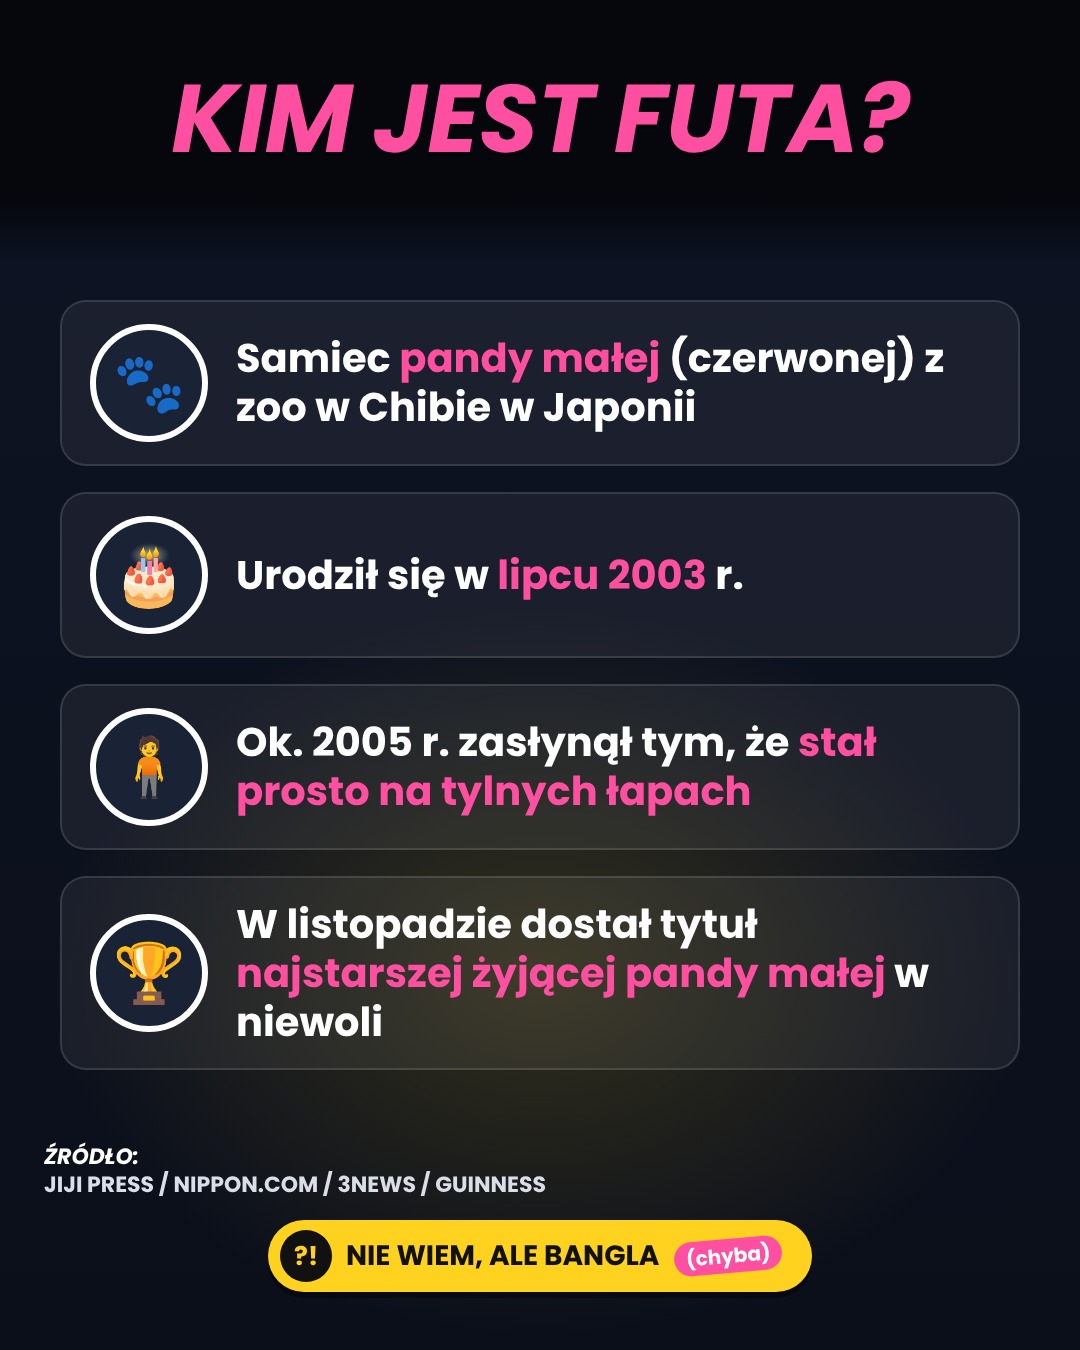 KIM JEST FUTA?
Samiec pandy małej (czerwonej) z
zoo w Chibie w Japonii
Urodził się w lipcu 2003 r.
Ok. 2005 r. zasłynął tym, że stał
prosto na tylnych łapach
W listopadzie dostał tytuł
najstarszej żyjącej pandy małej w
niewoli
ŹRÓDŁO:
JIJI PRESS / NIPPON.COM / 3NEWS / GUINNESS
?! NIE WIEM, ALE BANGLA (chyba)